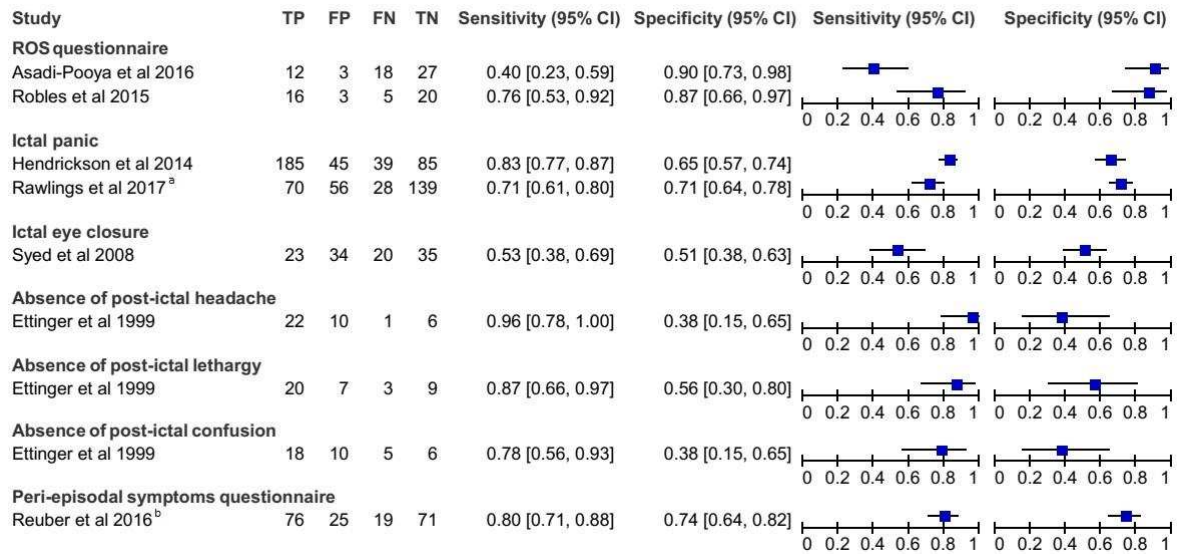 Study TP FP FN TN Sensitivity (95% CI) Specificity (95% CI) Sensitivity (95% CI) Specificity (95% CI)
ROS questionnaire
Asadi-Pooya et al 2016 12 3 18 27 0.40 [0.23, 0.59] 0.90 [0.73, 0.98]
Robles et al 2015 16 3 5 20 0.76 [0.53, 0.92] 0.87 [0.66, 0.97]
0 0.2 0.4 0.6 0.8 1 0 0.2 0.4 0.6 0.8 1
Ictal panic
Hendrickson et al 2014 185 45 39 85 0.83 [0.77, 0.87] 0.65 [0.57, 0.74]
Rawlings et al 2017 a 70 56 28 139 0.71 [0.61, 0.80] 0.71 [0.64, 0.78]
0 0.2 0.4 0.6 0.8 1 0 0.2 0.4 0.6 0.8 1
Ictal eye closure
Syed et al 2008 23 34 20 35 0.53 [0.38, 0.69] 0.51 [0.38, 0.63]
0 0.2 0.4 0.6 0.8 1 0 0.2 0.4 0.6 0.8 1
Absence of post-ictal headache
Ettinger et al 1999 22 10 1 6 0.96 [0.78, 1.00] 0.38 [0.15, 0.65]
0 0.2 0.4 0.6 0.8 1 0 0.2 0.4 0.6 0.8 1
Absence of post-ictal lethargy
Ettinger et al 1999 20 7 3 9 0.87 [0.66, 0.97] 0.56 [0.30, 0.80]
0 0.2 0.4 0.6 0.8 1 0 0.2 0.4 0.6 0.8 1
Absence of post-ictal confusion
Ettinger et al 1999 18 10 5 6 0.78 [0.56, 0.93] 0.38 [0.15, 0.65]
0 0.2 0.4 0.6 0.8 1 0 0.2 0.4 0.6 0.8 1
Peri-episodal symptoms questionnaire
Reuber et al 2016 b 76 25 19 71 0.80 [0.71, 0.88] 0.74 [0.64, 0.82]
0 0.2 0.4 0.6 0.8 1 0 0.2 0.4 0.6 0.8 1